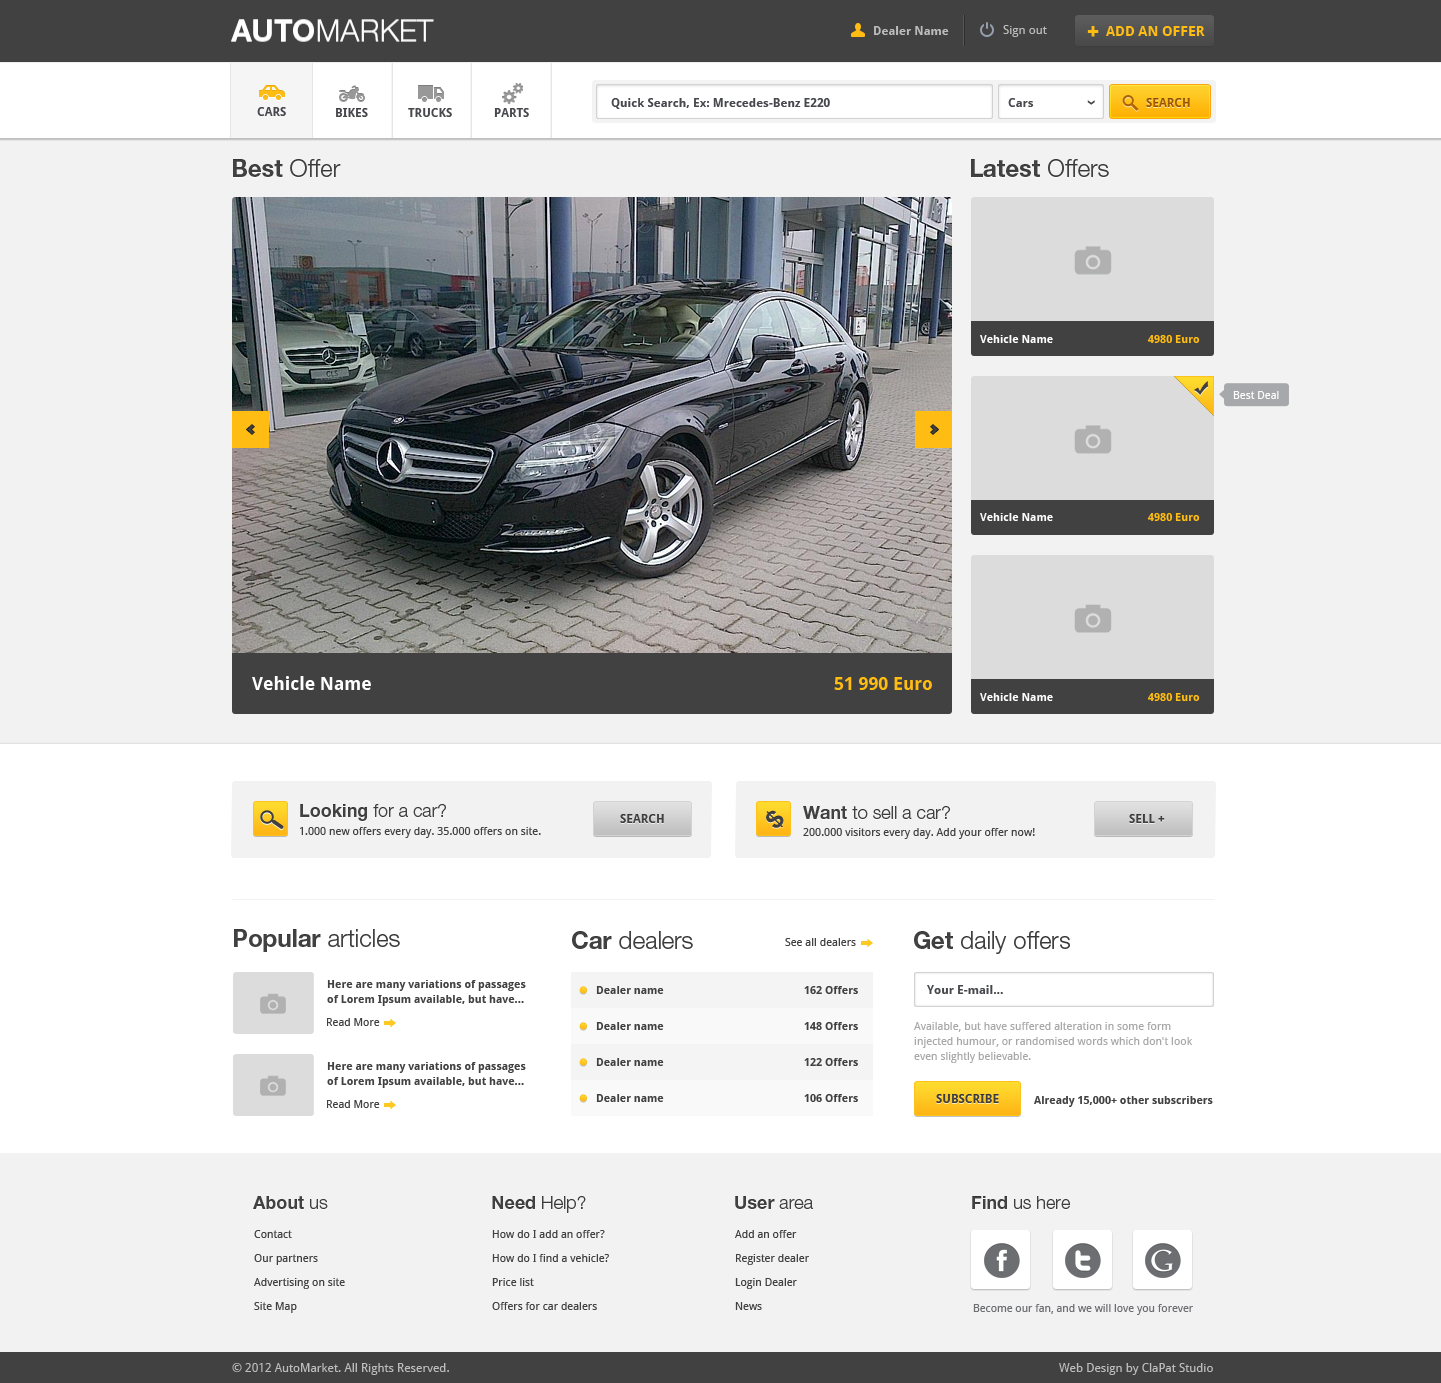 AUTOMARKET
Dealer Name
Sign out
+ ADD AN OFFER
CARS
BIKES
TRUCKS
PARTS
Quick Search, Ex: Mrecedes-Benz E220
Cars
SEARCH
Best Offer
Vehicle Name
51 990 Euro
Latest Offers
Vehicle Name
4980 Euro
Best Deal
Vehicle Name
4980 Euro
Vehicle Name
4980 Euro
Looking for a car?
1.000 new offers every day. 35.000 offers on site.
SEARCH
Want to sell a car?
200.000 visitors every day. Add your offer now!
SELL +
Popular articles
Here are many variations of passages
of Lorem Ipsum available, but have...
Read More
Here are many variations of passages
of Lorem Ipsum available, but have...
Read More
Car dealers
See all dealers
Dealer name 162 Offers
Dealer name 148 Offers
Dealer name 122 Offers
Dealer name 106 Offers
Get daily offers
Your E-mail...
Available, but have suffered alteration in some form
injected humour, or randomised words which don't look
even slightly believable.
SUBSCRIBE
Already 15,000+ other subscribers
About us
Contact
Our partners
Advertising on site
Site Map
Need Help?
How do I add an offer?
How do I find a vehicle?
Price list
Offers for car dealers
User area
Add an offer
Register dealer
Login Dealer
News
Find us here
f
t
G
Become our fan, and we will love you forever
© 2012 AutoMarket. All Rights Reserved.
Web Design by ClaPat Studio